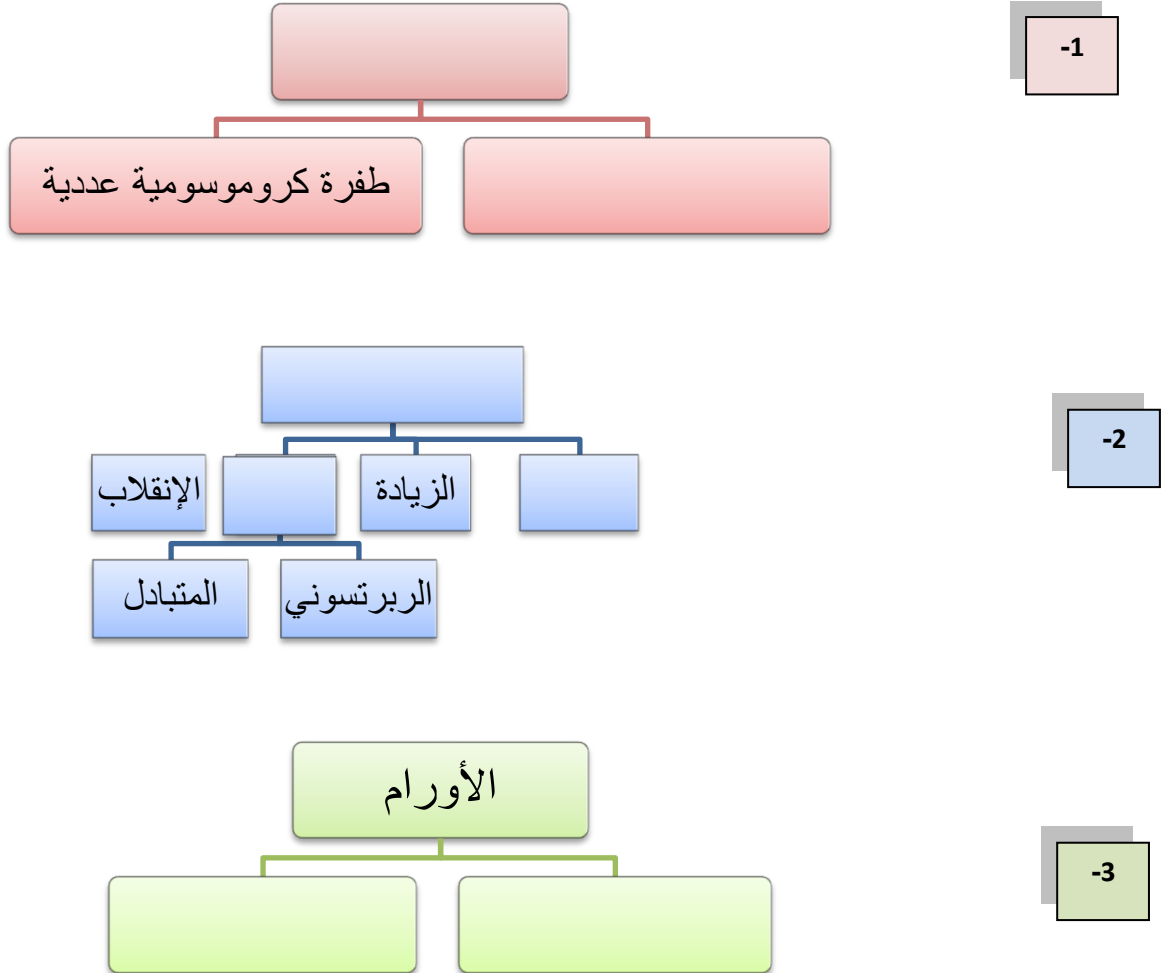 -1
طفرة كروموسومية عددية
-2
الزيادة
الإنقلاب
الربرتسوني
المتبادل
-3
الأورام